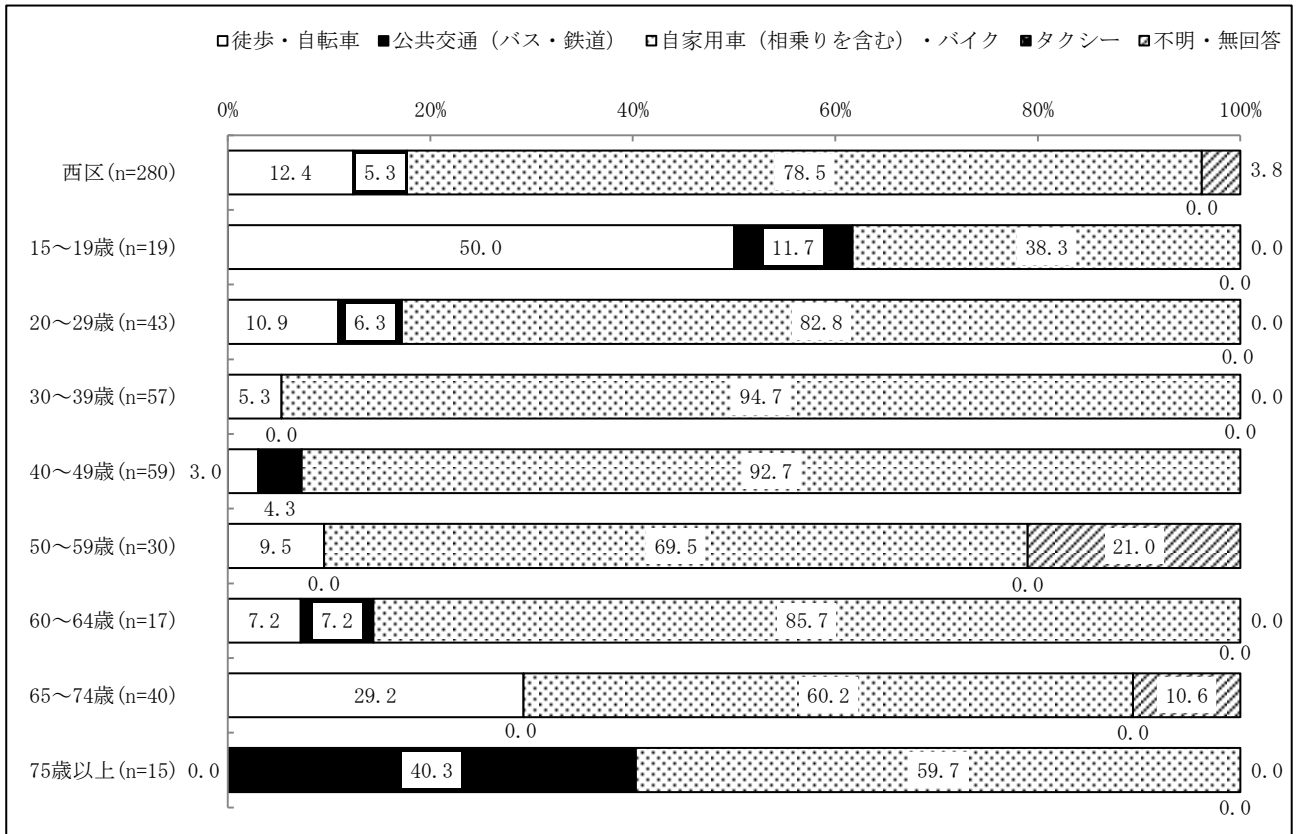 □徒歩・自転車 ■公共交通（バス・鉄道） □自家用車（相乗りを含む）・バイク ■タクシー 不明・無回答
0% 20% 40% 60% 80% 100%
西区(n=280) 12.4 5.3 78.5 3.8
0.0
15～19歳(n=19) 50.0 11.7 38.3 0.0
0.0
20～29歳(n=43) 10.9 6.3 82.8 0.0
0.0
30～39歳(n=57) 5.3 94.7 0.0
0.0 0.0
40～49歳(n=59) 3.0 92.7
4.3
50～59歳(n=30) 9.5 69.5 21.0
0.0 0.0
60～64歳(n=17) 7.2 7.2 85.7 0.0
0.0
65～74歳(n=40) 29.2 60.2 10.6
0.0 0.0
75歳以上(n=15) 0.0 40.3 59.7 0.0
0.0